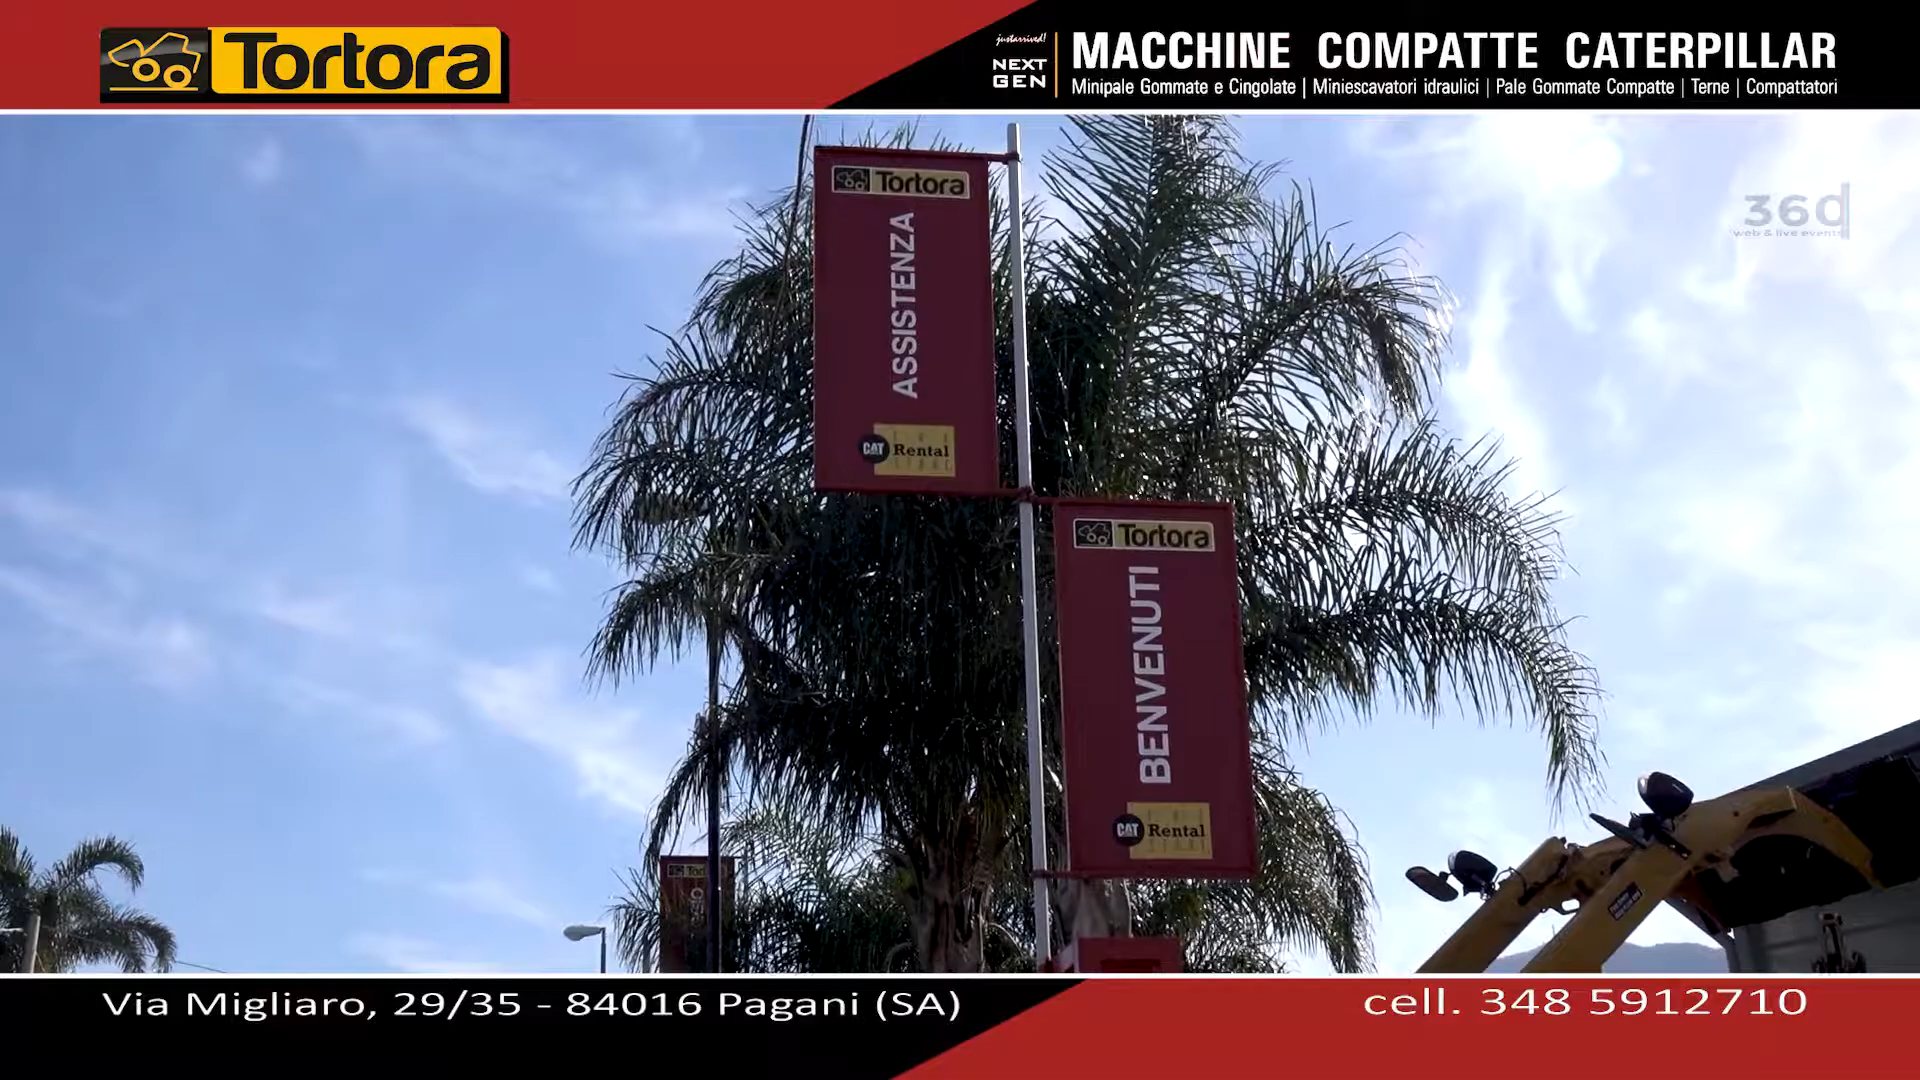 Tortora
justarrived!
NEXT
GEN
MACCHINE COMPATTE CATERPILLAR
Minipale Gommate e Cingolate | Miniescavatori idraulici | Pale Gommate Compatte | Terne | Compattatori
36d
web & live events
Tortora
ASSISTENZA
CAT Rental
Tortora
BENVENUTI
CAT Rental
Via Migliaro, 29/35 - 84016 Pagani (SA)
cell. 348 5912710